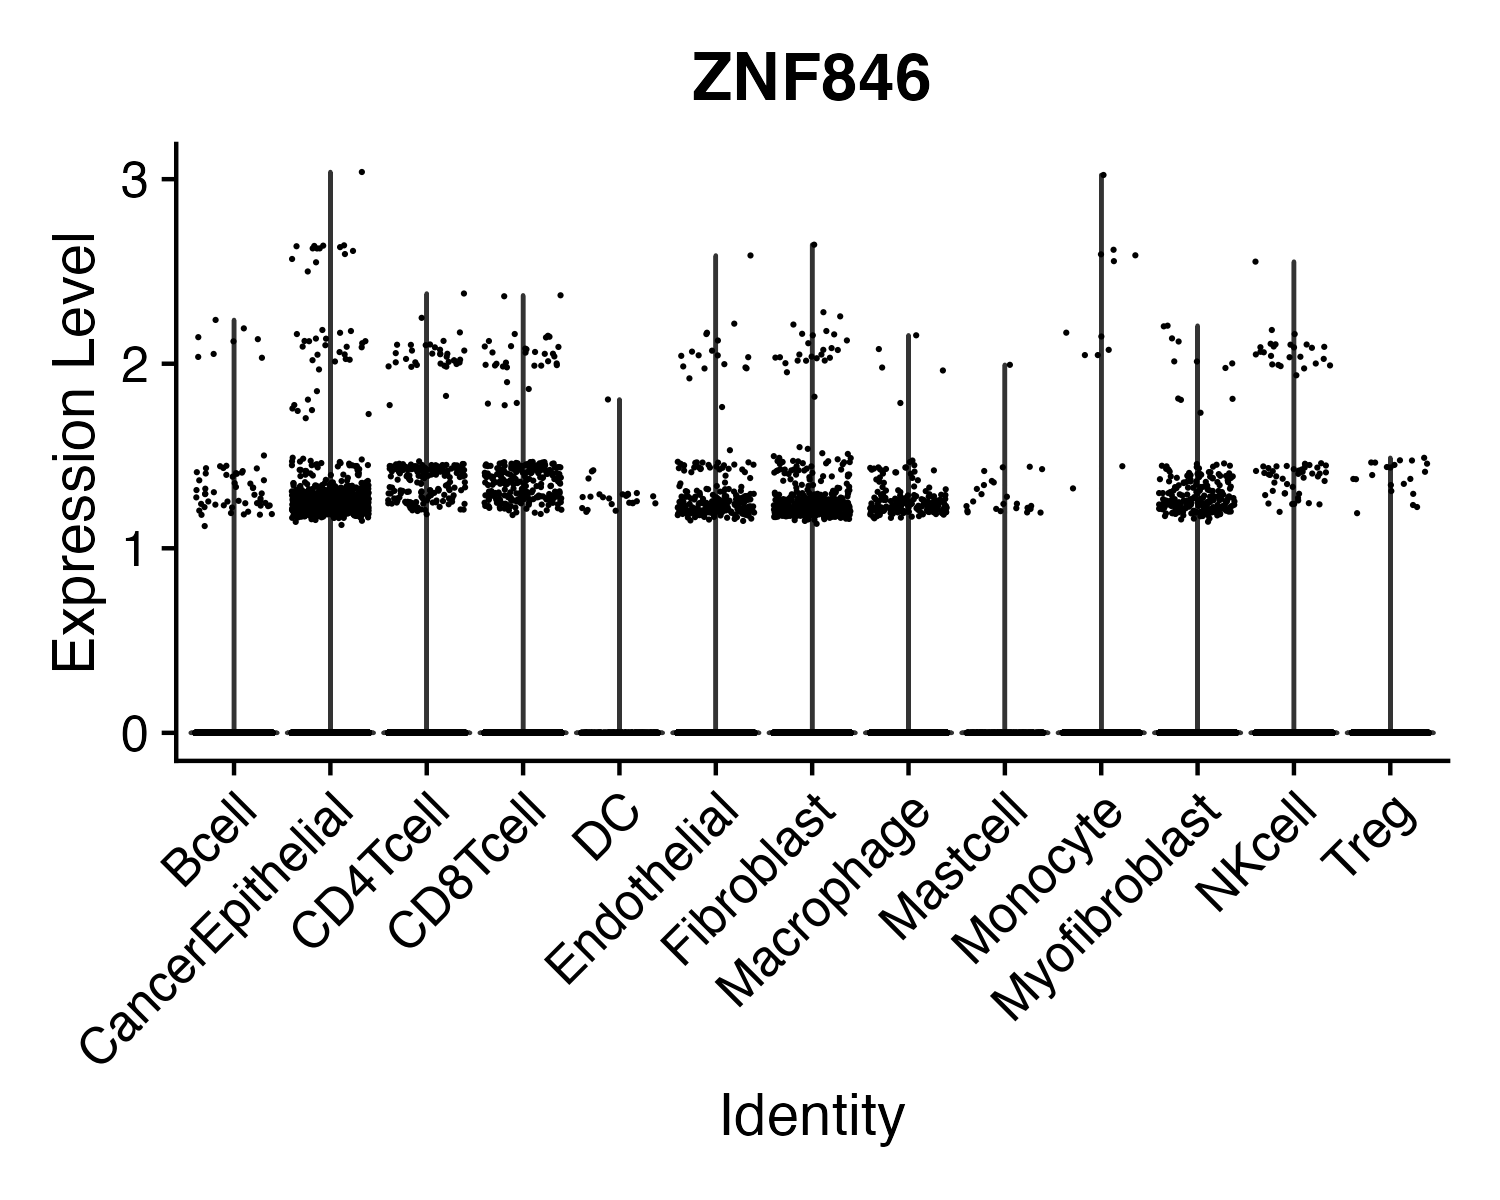 ZNF846
Expression Level
3
2
1
0
Bcell
CancerEpithelial
CD4Tcell
CD8Tcell
DC
Endothelial
Fibroblast
Macrophage
Mastcell
Monocyte
Myofibroblast
NKcell
Treg
Identity